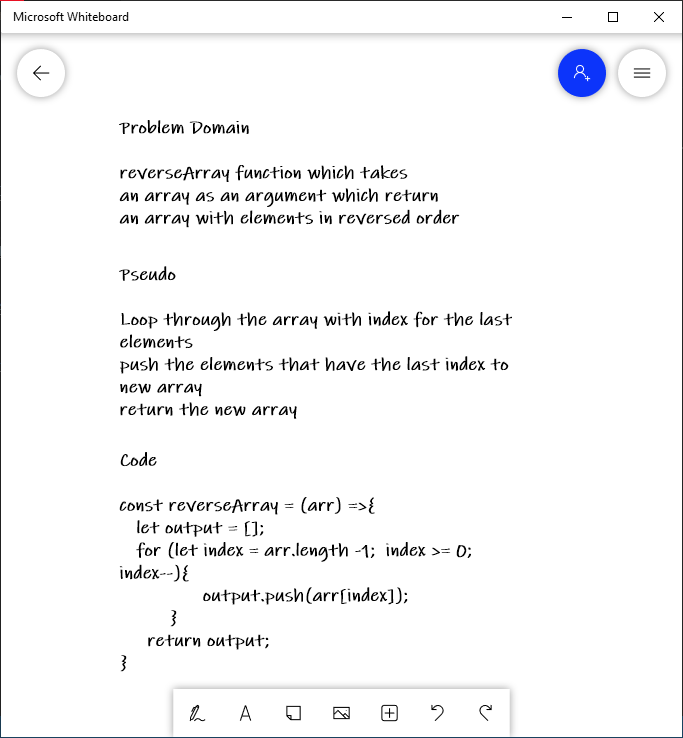 Microsoft Whiteboard
Problem Domain
reverseArray function which takes
an array as an argument which return
an array with elements in reversed order
Pseudo
Loop through the array with index for the last
elements
push the elements that have the last index to
new array
return the new array
Code
const reverseArray = (arr) =>{
let output = [];
for (let index = arr.length -1; index >= 0;
index--){
output.push(arr[index]);
}
return output;
}